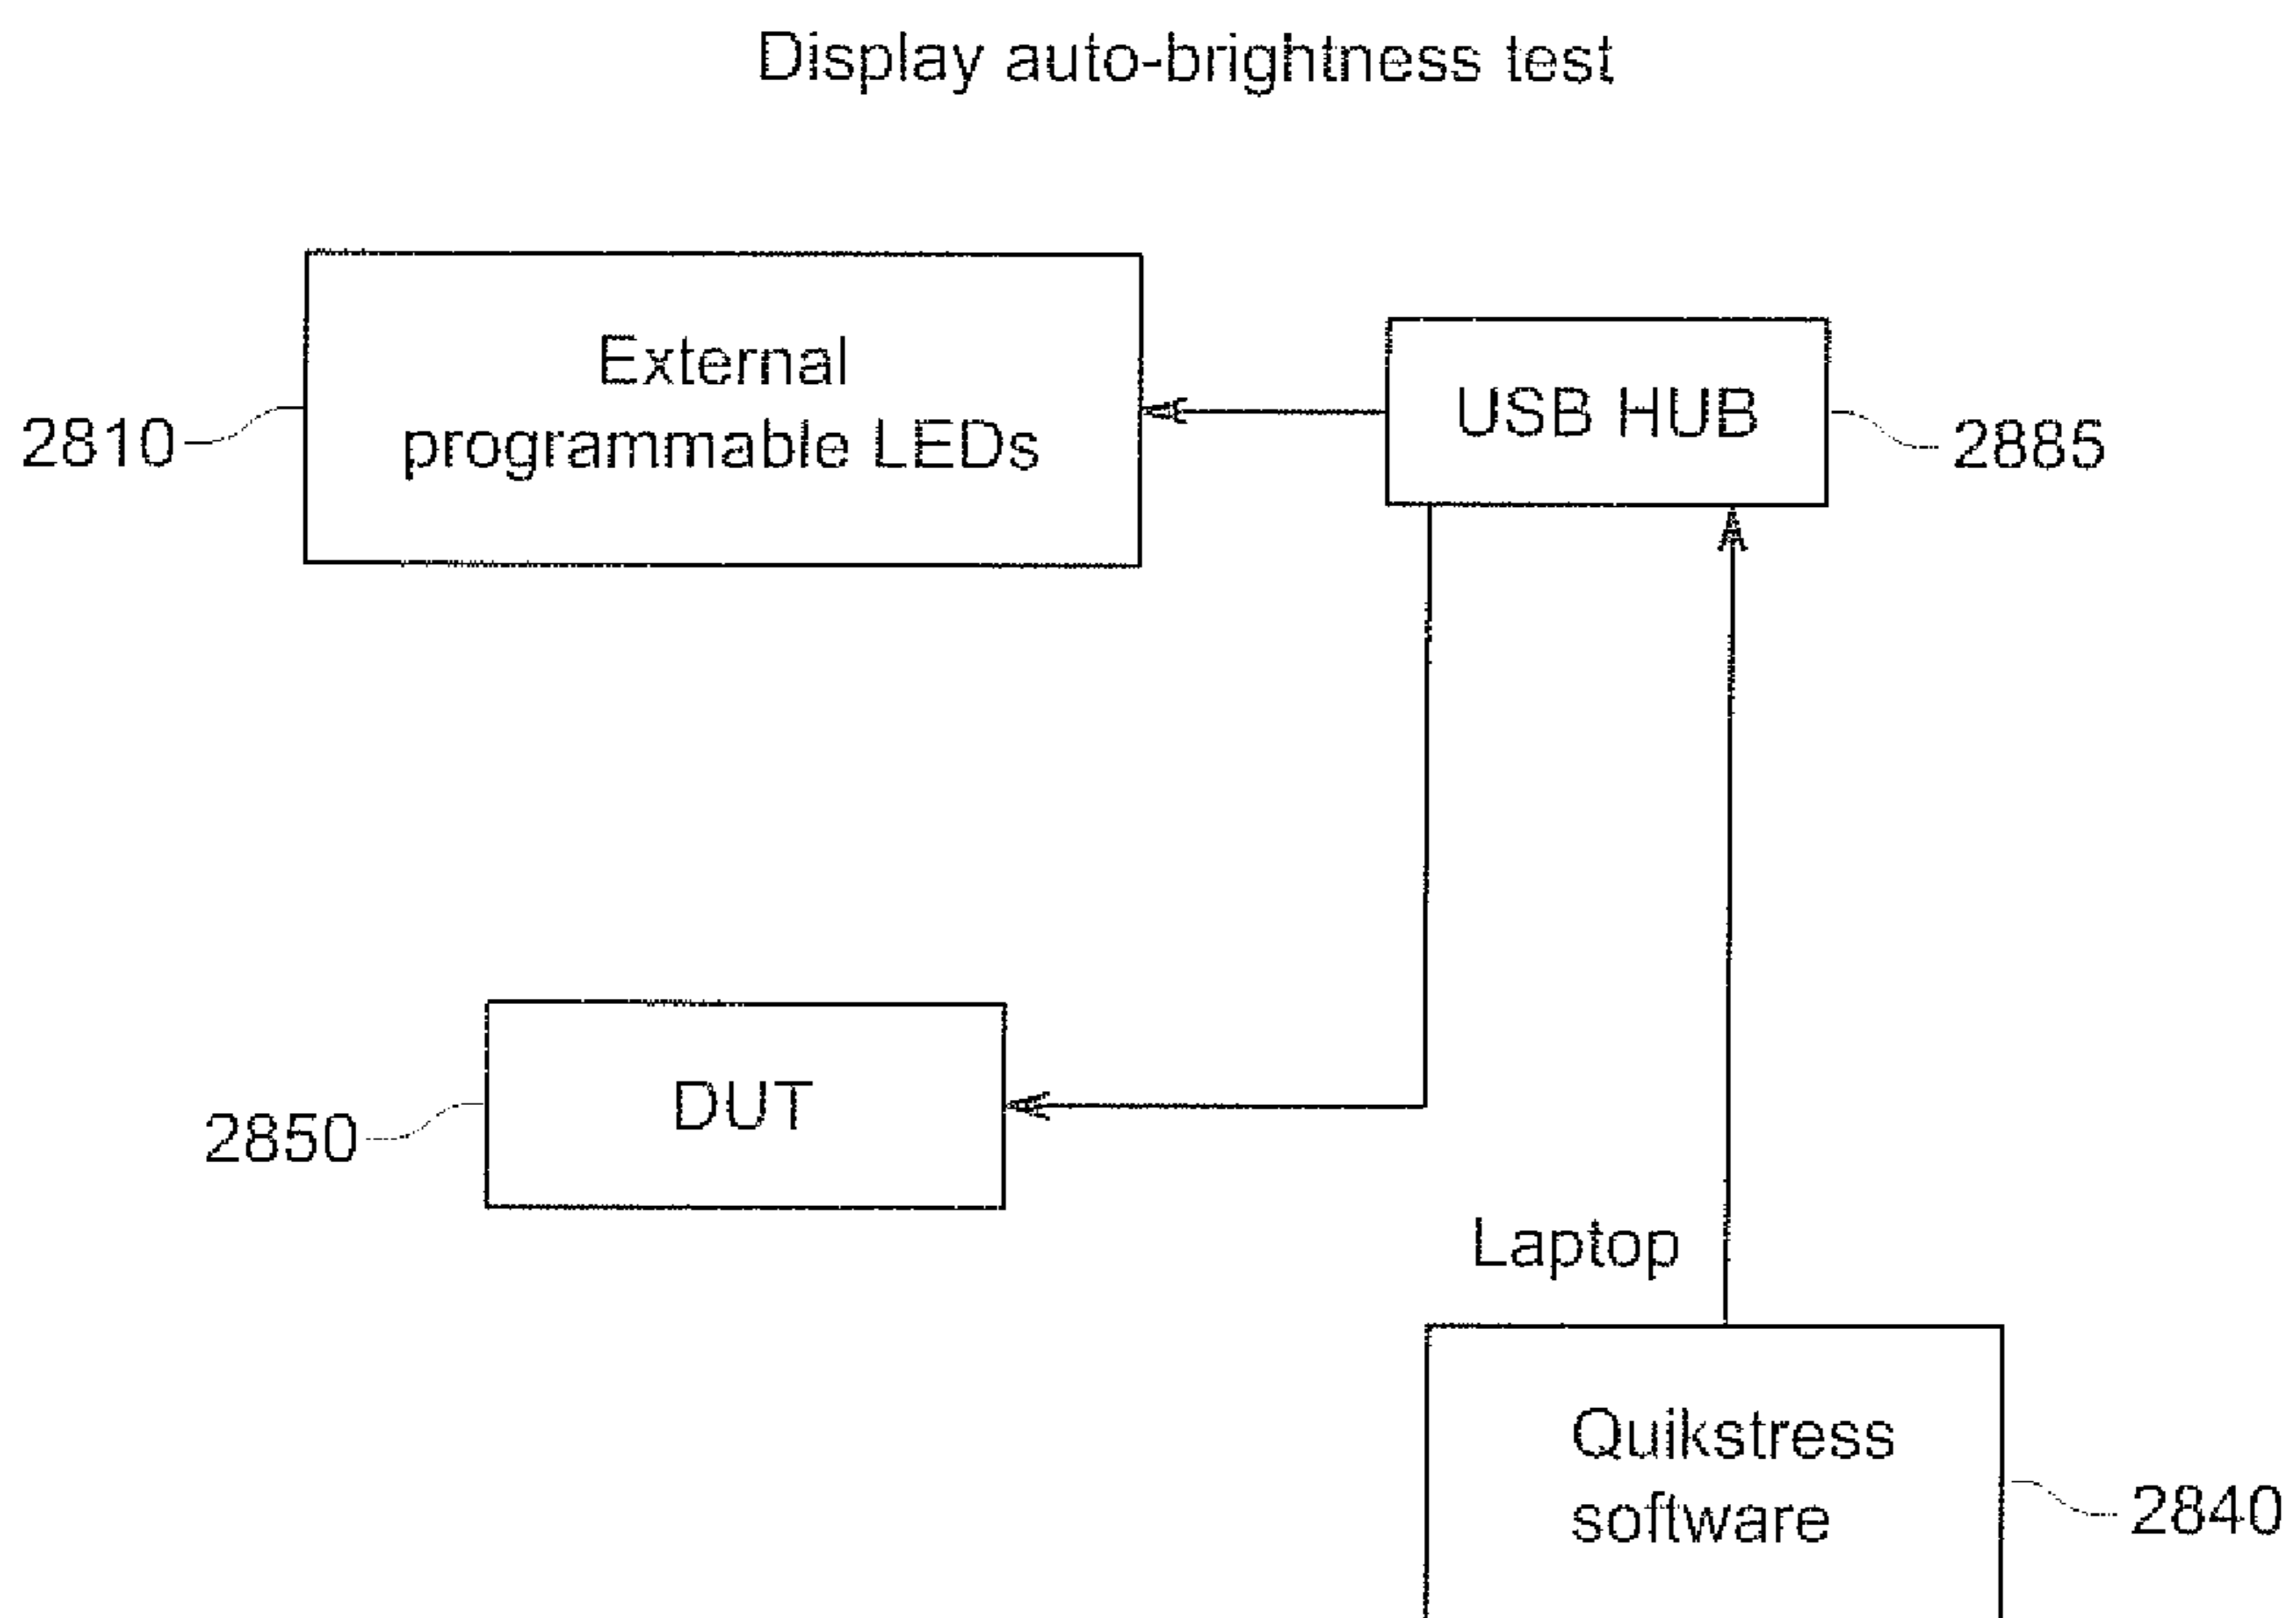 Display auto-brightness test
External
programmable LEDs
2810
USB HUB
2885
DUT
2850
Laptop
Quikstress
software
2840